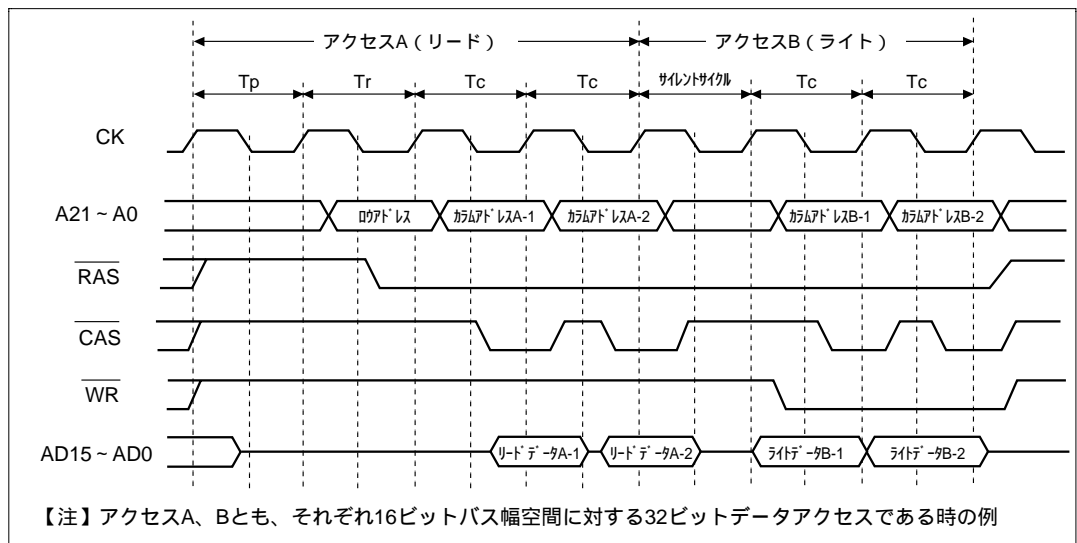 アクセスA（リード） アクセスB（ライト）
Tp Tr Tc Tc サイレントサイクル Tc Tc
CK
A21～A0 ロウアドレス カラムアドレスA-1 カラムアドレスA-2 カラムアドレスB-1 カラムアドレスB-2
RAS
CAS
WR
AD15～AD0 リードデータA-1 リードデータA-2 ライトデータB-1 ライトデータB-2
【注】アクセスA、Bとも、それぞれ16ビットバス幅空間に対する32ビットデータアクセスである時の例